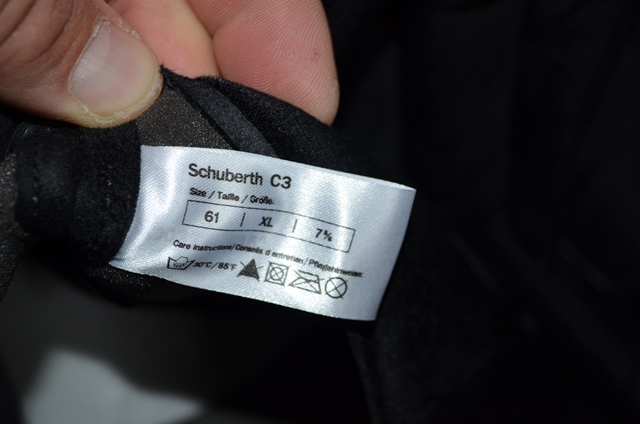 Schuberth C3
Size / Taille / Größe.
61 | XL | 7⅝
Care instructions/Conseils d'entretien/Pflegehinweise:
30°C/85°F